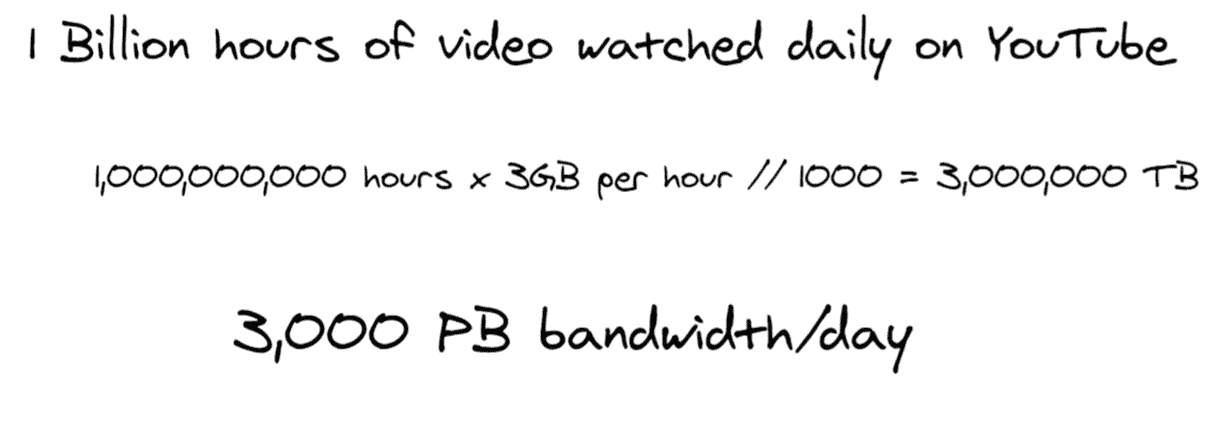 1 Billion hours of video watched daily on YouTube
1,000,000,000 hours x 3GB per hour // 1000 = 3,000,000 TB
3,000 PB bandwidth/day